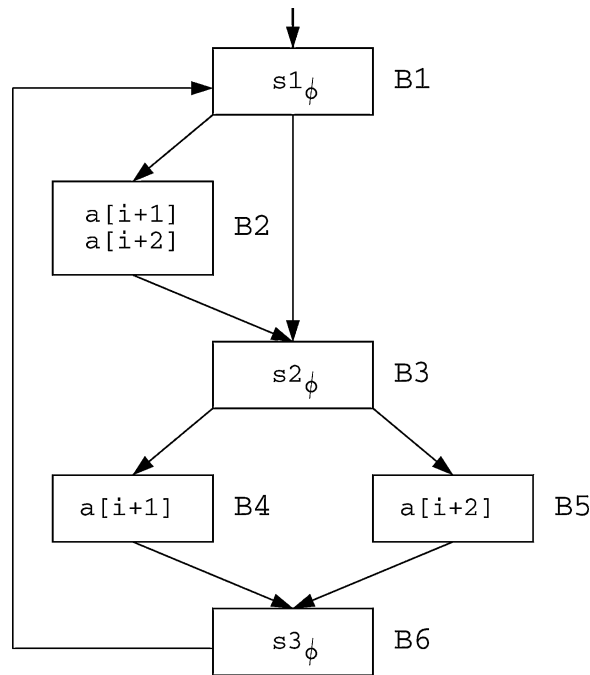 s1ϕ B1
a[i+1]
a[i+2]
B2
s2ϕ B3
a[i+1] B4
a[i+2] B5
s3ϕ B6